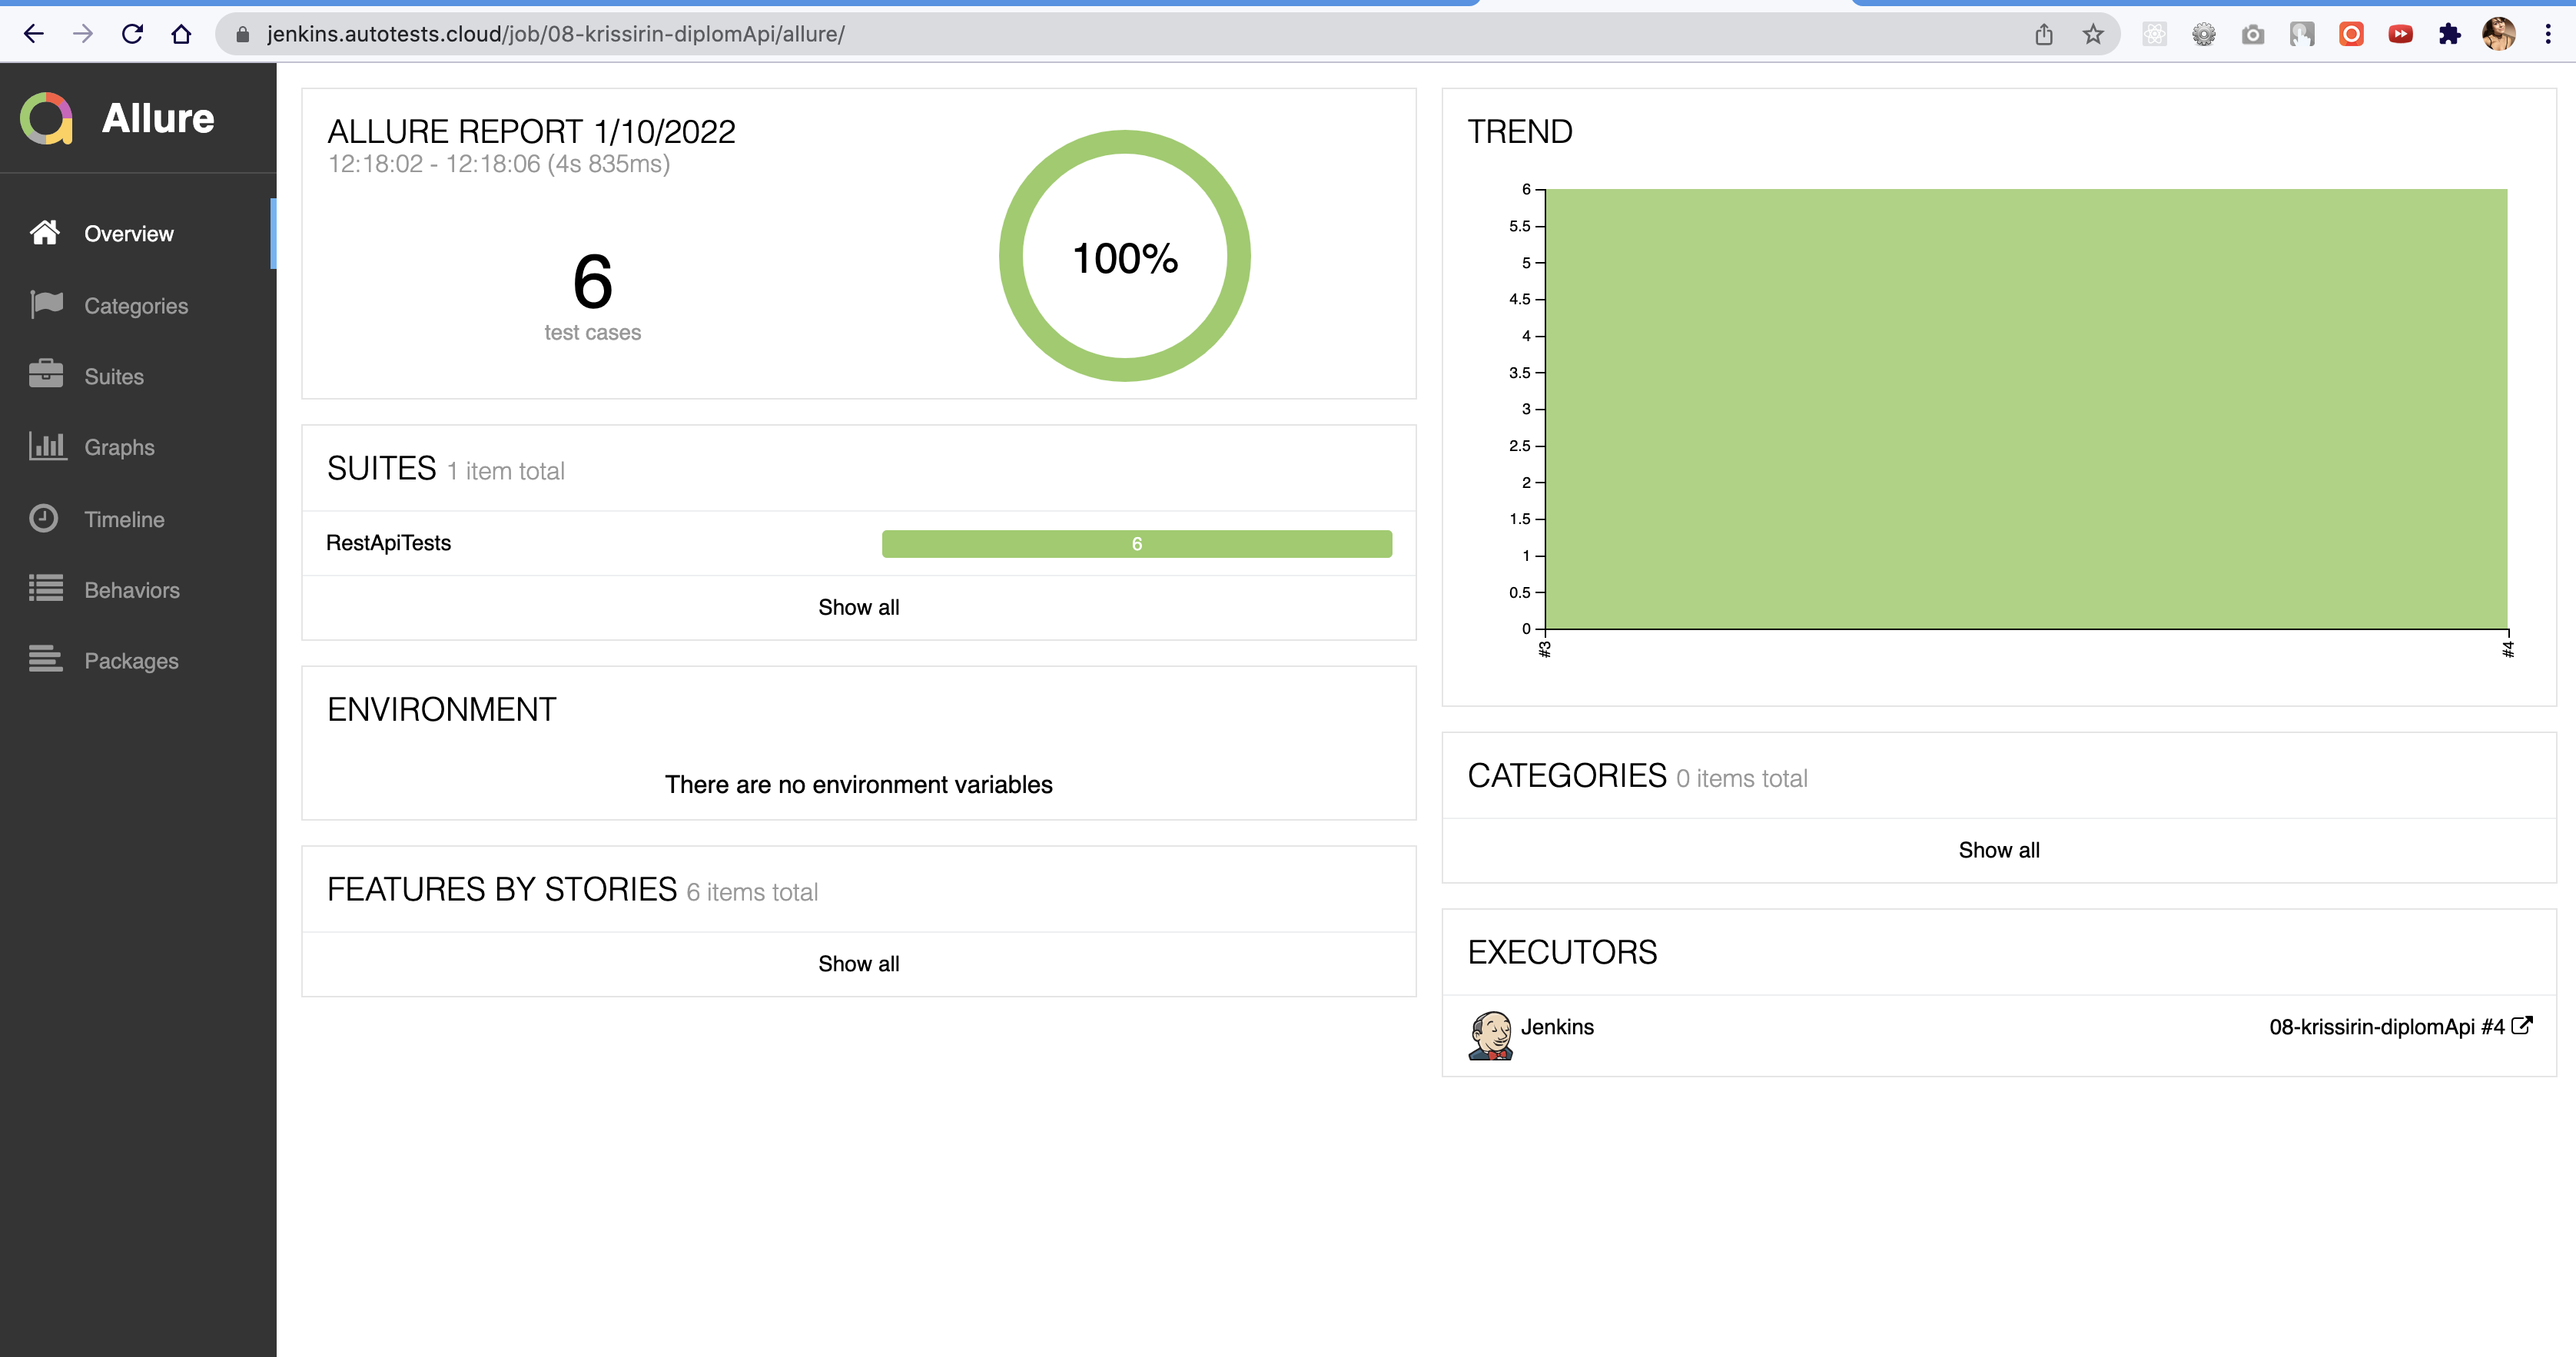 jenkins.autotests.cloud/job/08-krissirin-diplomApi/allure/
Allure
Overview
Categories
Suites
Graphs
Timeline
Behaviors
Packages
ALLURE REPORT 1/10/2022
12:18:02 - 12:18:06 (4s 835ms)
6
test cases
100%
SUITES 1 item total
RestApiTests 6
Show all
ENVIRONMENT
There are no environment variables
FEATURES BY STORIES 6 items total
Show all
TREND
6
5.5
5
4.5
4
3.5
3
2.5
2
1.5
1
0.5
0
#3 #4
CATEGORIES 0 items total
Show all
EXECUTORS
Jenkins 08-krissirin-diplomApi #4